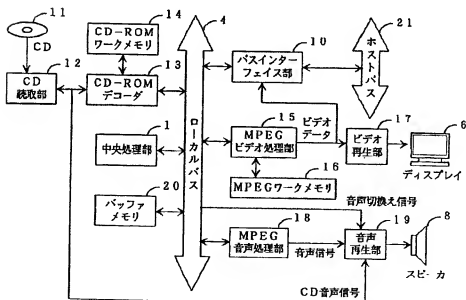 11
CD
12
CD
読取部
14
CD-ROM
ワークメモリ
13
CD-ROM
デコーダ
1
中央処理部
20
バッファ
メモリ
4
ローカルバス
10
バスインター
フェイス部
21
ホストバス
15
MPEG
ビデオ処理部
ビデオ
データ
17
ビデオ
再生部
6
ディスプレイ
16
MPEGワークメモリ
音声切換え信号
18
MPEG
音声処理部
音声信号
19
音声
再生部
8
スピーカ
CD音声信号